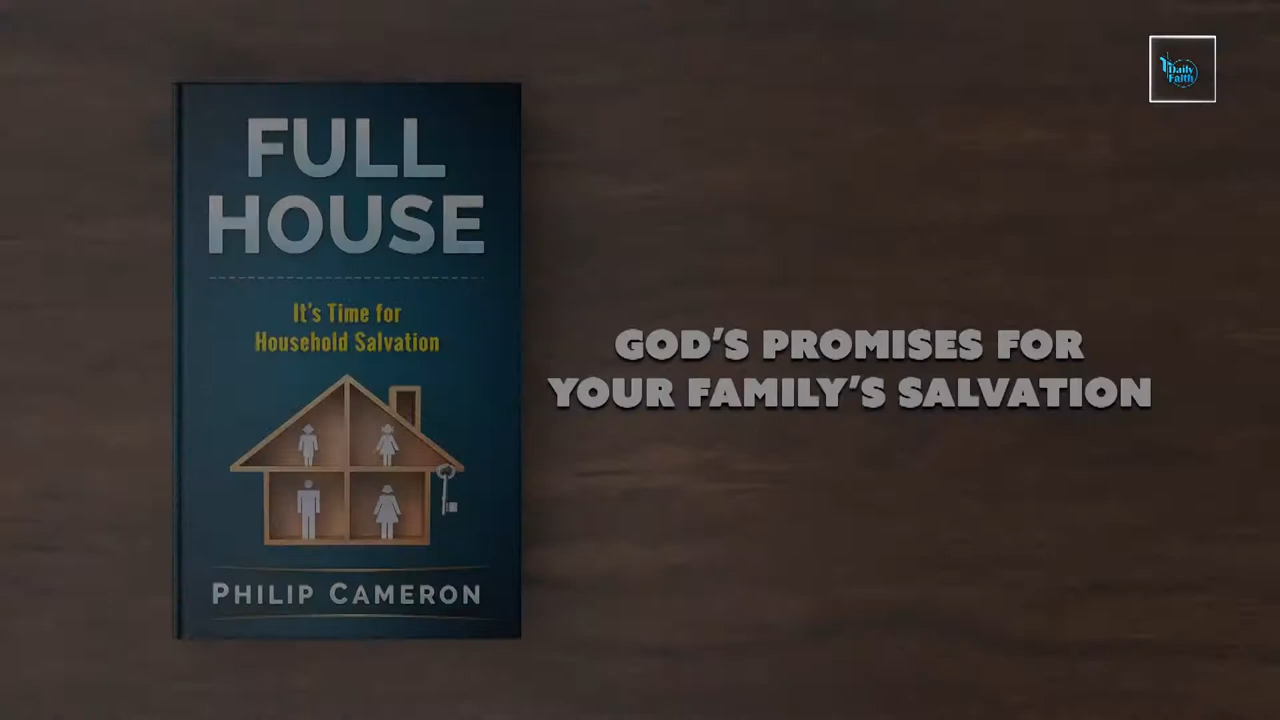 Daily
Faith
FULL
HOUSE
It's Time for
Household Salvation
PHILIP CAMERON
GOD'S PROMISES FOR
YOUR FAMILY'S SALVATION